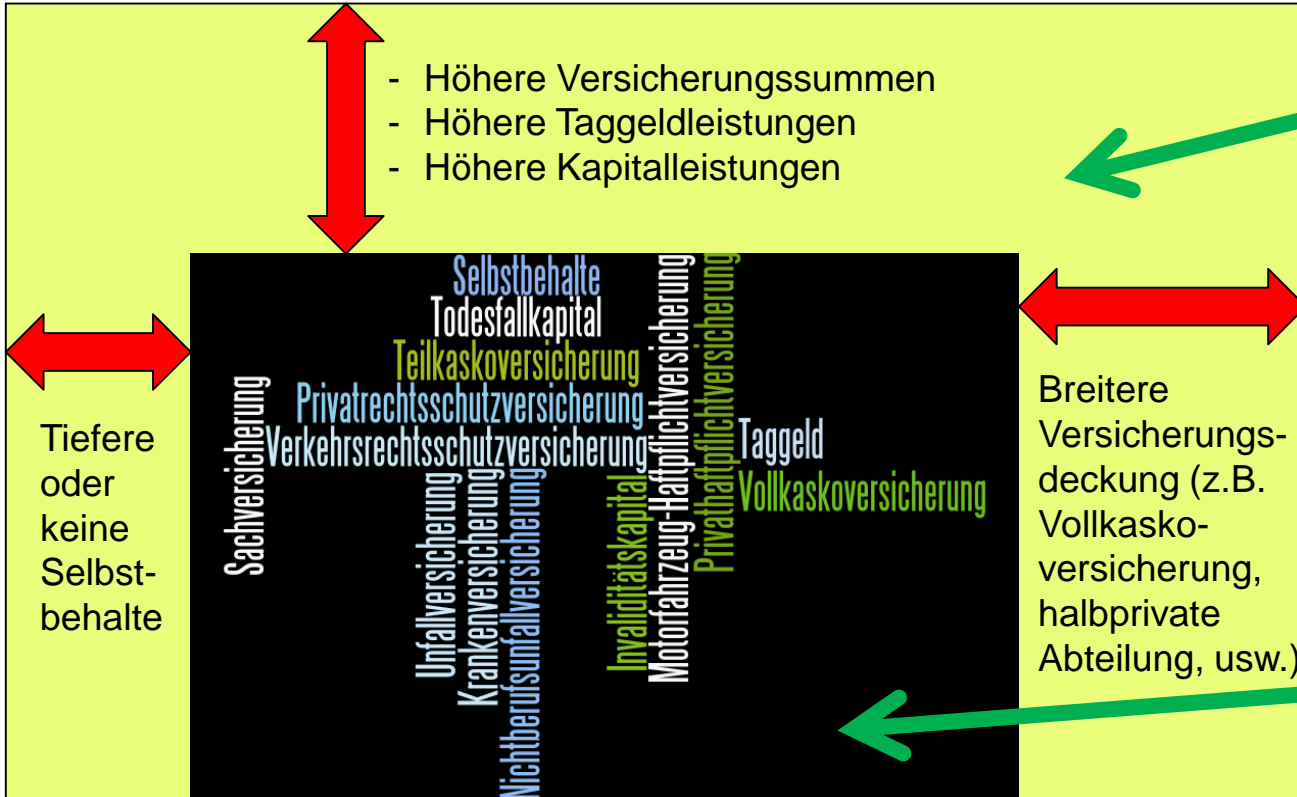 - Höhere Versicherungssummen
- Höhere Taggeldleistungen
- Höhere Kapitalleistungen
Tiefere
oder
keine
Selbst-
behalte
Selbstbehalte
Todesfallkapital
Teilkaskoversicherung
Privatrechtsschutzversicherung
Verkehrsrechtsschutzversicherung
Sachversicherung
Unfallversicherung
Krankenversicherung
Nichtberufsunfallversicherung
Invaliditätskapital
Motorfahrzeug-Haftpflichtversicherung
Privathaftpflichtversicherung
Taggeld
Vollkaskoversicherung
Breitere
Versicherungs-
deckung (z.B.
Vollkasko-
versicherung,
halbprivate
Abteilung, usw.)